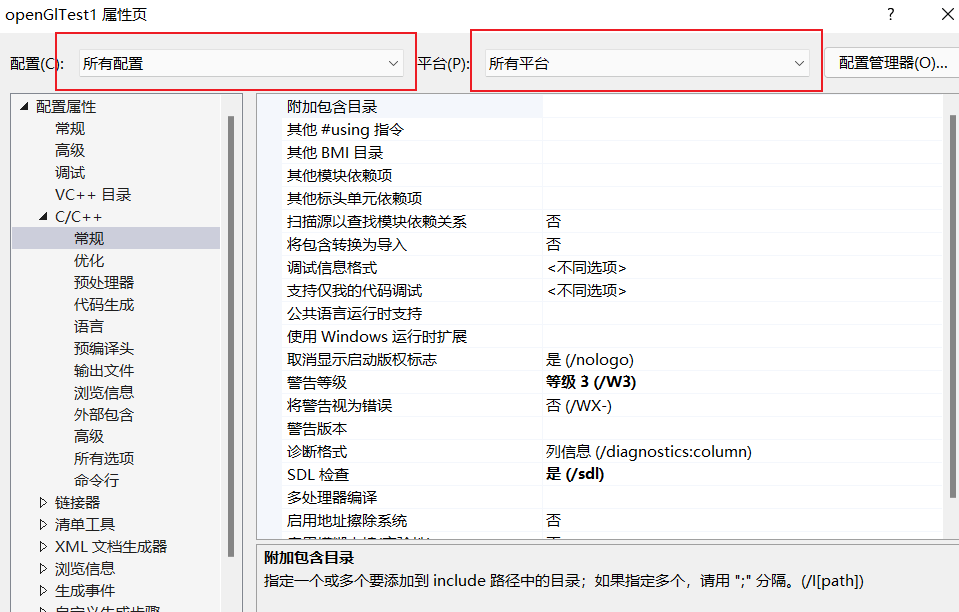 openGlTest1 属性页
?
配置(C):
所有配置
平台(P):
所有平台
配置管理器(O)...
配置属性
常规
高级
调试
VC++ 目录
C/C++
常规
优化
预处理器
代码生成
语言
预编译头
输出文件
浏览信息
外部包含
高级
所有选项
命令行
链接器
清单工具
XML 文档生成器
浏览信息
生成事件
自定义生成步骤
附加包含目录
其他 #using 指令
其他 BMI 目录
其他模块依赖项
其他标头单元依赖项
扫描源以查找模块依赖关系 否
将包含转换为导入 否
调试信息格式 <不同选项>
支持仅我的代码调试 <不同选项>
公共语言运行时支持
使用 Windows 运行时扩展
取消显示启动版权标志 是 (/nologo)
警告等级 等级 3 (/W3)
将警告视为错误 否 (/WX-)
警告版本
诊断格式 列信息 (/diagnostics:column)
SDL 检查 是 (/sdl)
多处理器编译
启用地址擦除系统 否
附加包含目录
指定一个或多个要添加到 include 路径中的目录；如果指定多个，请用 ";" 分隔。(/I[path])